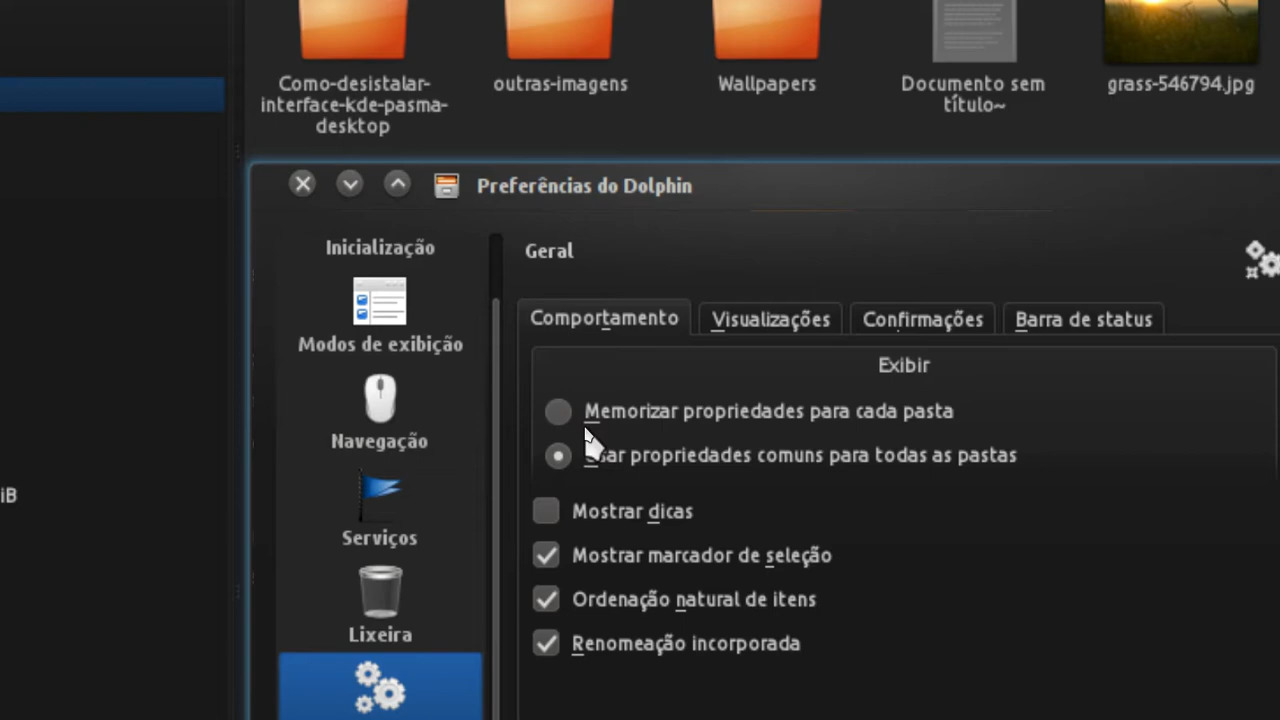 Como-desistalar-
interface-kde-pasma-
desktop
outras-imagens
Wallpapers
Documento sem
título~
grass-546794.jpg
Preferências do Dolphin
Inicialização
Modos de exibição
Navegação
Serviços
Lixeira
iB
Geral
Comportamento
Visualizações
Confirmações
Barra de status
Exibir
Memorizar propriedades para cada pasta
Usar propriedades comuns para todas as pastas
Mostrar dicas
Mostrar marcador de seleção
Ordenação natural de itens
Renomeação incorporada